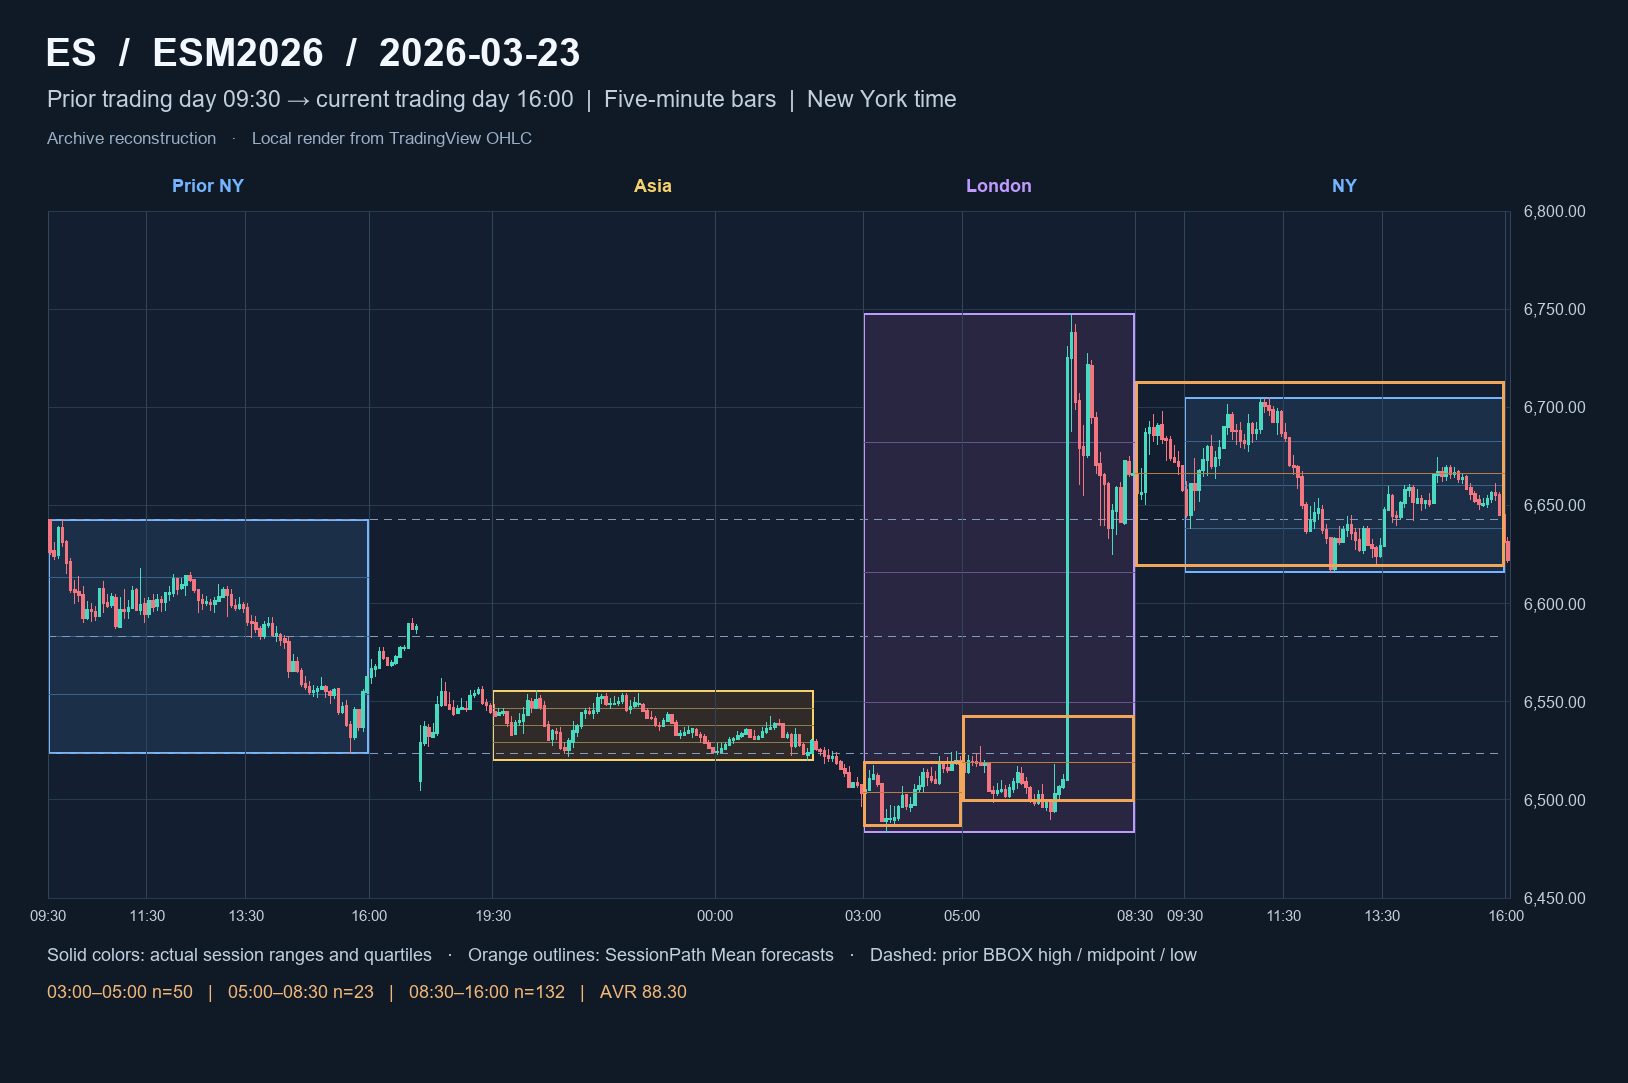 ES / ESM2026 / 2026-03-23
Prior trading day 09:30 → current trading day 16:00 | Five-minute bars | New York time
Archive reconstruction · Local render from TradingView OHLC
Prior NY Asia London NY
6,800.00
6,750.00
6,700.00
6,650.00
6,600.00
6,550.00
6,500.00
6,450.00
09:30 11:30 13:30 16:00 19:30 00:00 03:00 05:00 08:30 09:30 11:30 13:30 16:00
Solid colors: actual session ranges and quartiles · Orange outlines: SessionPath Mean forecasts · Dashed: prior BBOX high / midpoint / low
03:00–05:00 n=50 | 05:00–08:30 n=23 | 08:30–16:00 n=132 | AVR 88.30